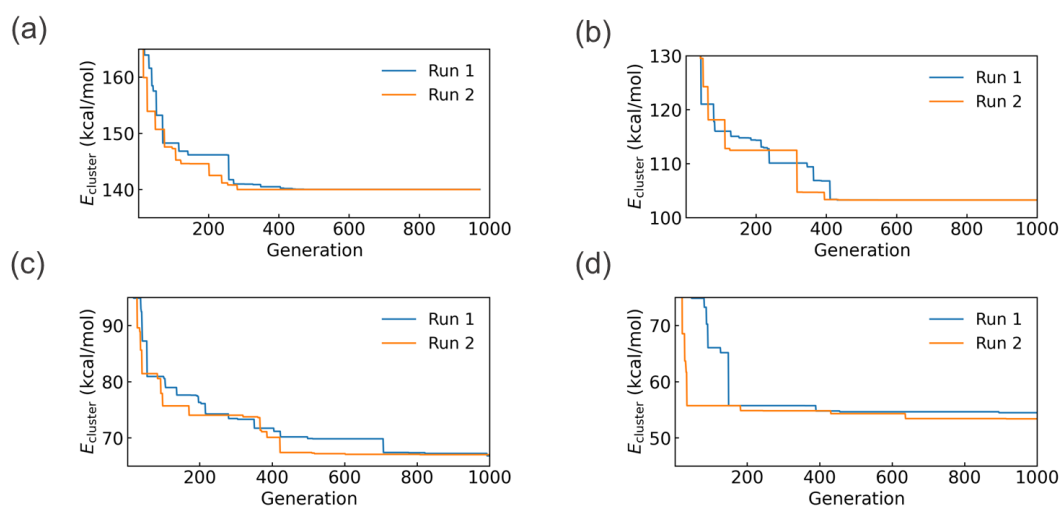 (a)
E_cluster (kcal/mol)
160
150
140
Run 1
Run 2
200 400 600 800 1000
Generation
(b)
E_cluster (kcal/mol)
130
120
110
100
Run 1
Run 2
200 400 600 800 1000
Generation
(c)
E_cluster (kcal/mol)
90
80
70
Run 1
Run 2
200 400 600 800 1000
Generation
(d)
E_cluster (kcal/mol)
70
60
50
Run 1
Run 2
200 400 600 800 1000
Generation